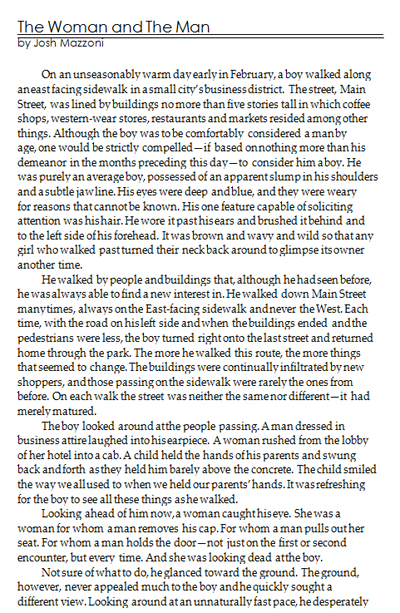 The Woman and The Man
by Josh Mazzoni
On an unseasonably warm day early in February, a boy walked along
an east facing sidewalk in a small city's business district. The street, Main
Street, was lined by buildings no more than five stories tall in which coffee
shops, western-wear stores, restaurants and markets resided among other
things. Although the boy was to be comfortably considered a man by
age, one would be strictly compelled—if based on nothing more than his
demeanor in the months preceding this day—to consider him a boy. He
was purely an average boy, possessed of an apparent slump in his shoulders
and a subtle jaw line. His eyes were deep and blue, and they were weary
for reasons that cannot be known. His one feature capable of soliciting
attention was his hair. He wore it past his ears and brushed it behind and
to the left side of his forehead. It was brown and wavy and wild so that any
girl who walked past turned their neck back around to glimpse its owner
another time.
He walked by people and buildings that, although he had seen before,
he was always able to find a new interest in. He walked down Main Street
many times, always on the East-facing sidewalk and never the West. Each
time, with the road on his left side and when the buildings ended and the
pedestrians were less, the boy turned right onto the last street and returned
home through the park. The more he walked this route, the more things
that seemed to change. The buildings were continually infiltrated by new
shoppers, and those passing on the sidewalk were rarely the ones from
before. On each walk the street was neither the same nor different—it had
merely matured.
The boy looked around at the people passing. A man dressed in
business attire laughed into his earpiece. A woman rushed from the lobby
of her hotel into a cab. A child held the hands of his parents and swung
back and forth as they held him barely above the concrete. The child smiled
the way we all used to when we held our parents' hands. It was refreshing
for the boy to see all these things as he walked.
Looking ahead of him now, a woman caught his eye. She was a
woman for whom a man removes his cap. For whom a man pulls out her
seat. For whom a man holds the door—not just on the first or second
encounter, but every time. And she was looking dead at the boy.
Not sure of what to do, he glanced toward the ground. The ground,
however, never appealed much to the boy and he quickly sought a
different view. Looking around at an unnaturally fast pace, he desperately